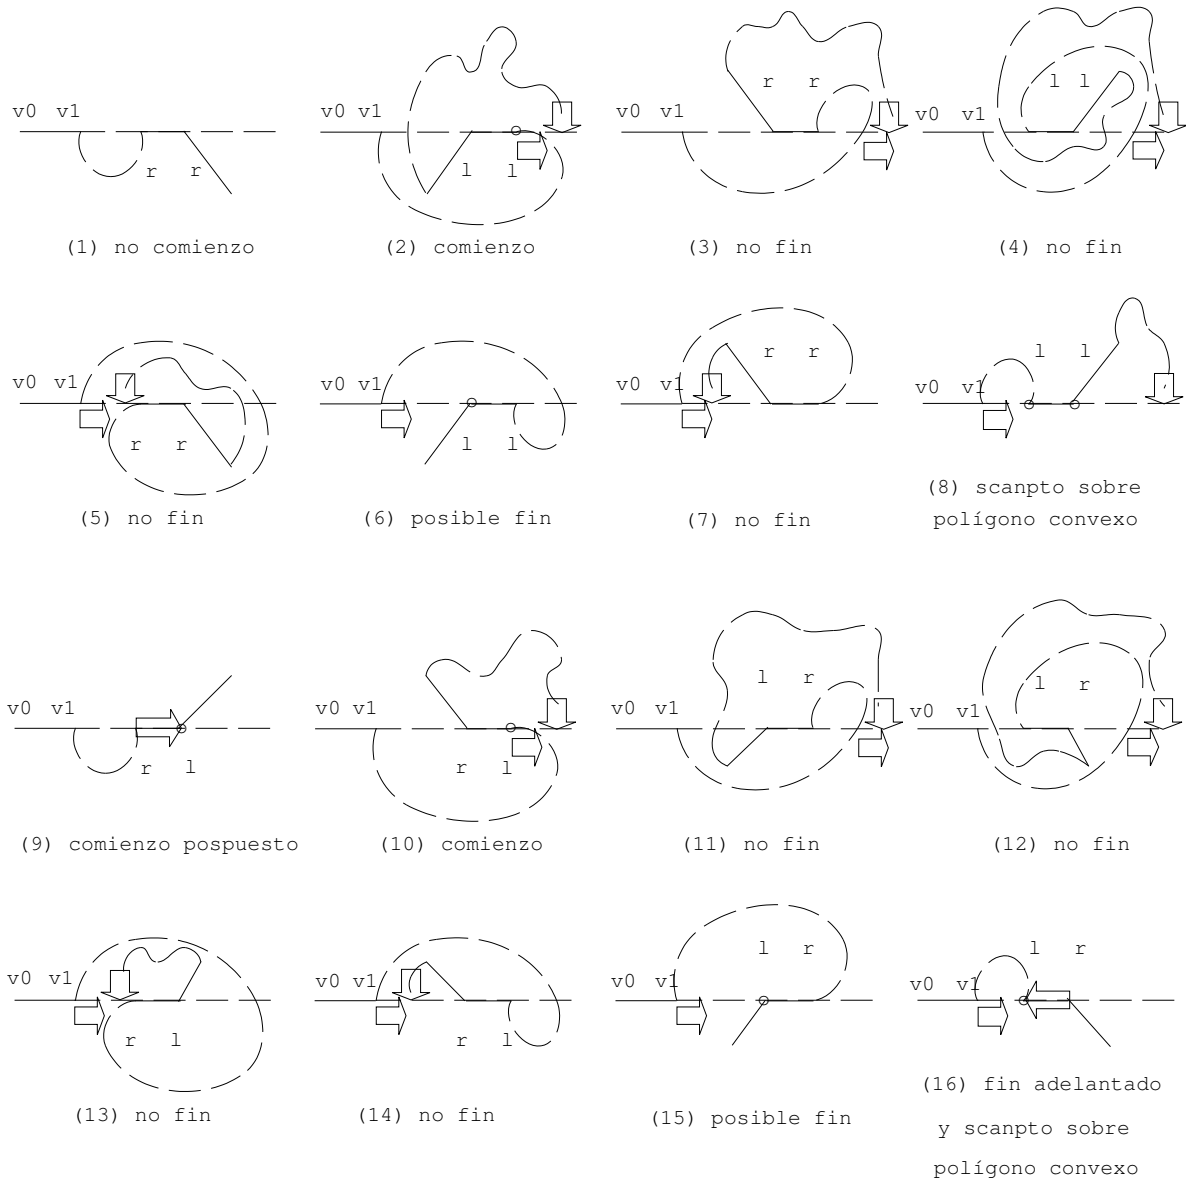 v0 v1
r r
(1) no comienzo
v0 v1
l l
(2) comienzo
v0 v1
r r
(3) no fin
v0 v1
l l
(4) no fin
v0 v1
r r
(5) no fin
v0 v1
l l
(6) posible fin
v0 v1
r r
(7) no fin
v0 v1
l l
(8) scanpto sobre
polígono convexo
v0 v1
r l
(9) comienzo pospuesto
v0 v1
r l
(10) comienzo
v0 v1
l r
(11) no fin
v0 v1
l r
(12) no fin
v0 v1
r l
(13) no fin
v0 v1
r l
(14) no fin
v0 v1
l r
(15) posible fin
v0 v1
l r
(16) fin adelantado
y scanpto sobre
polígono convexo